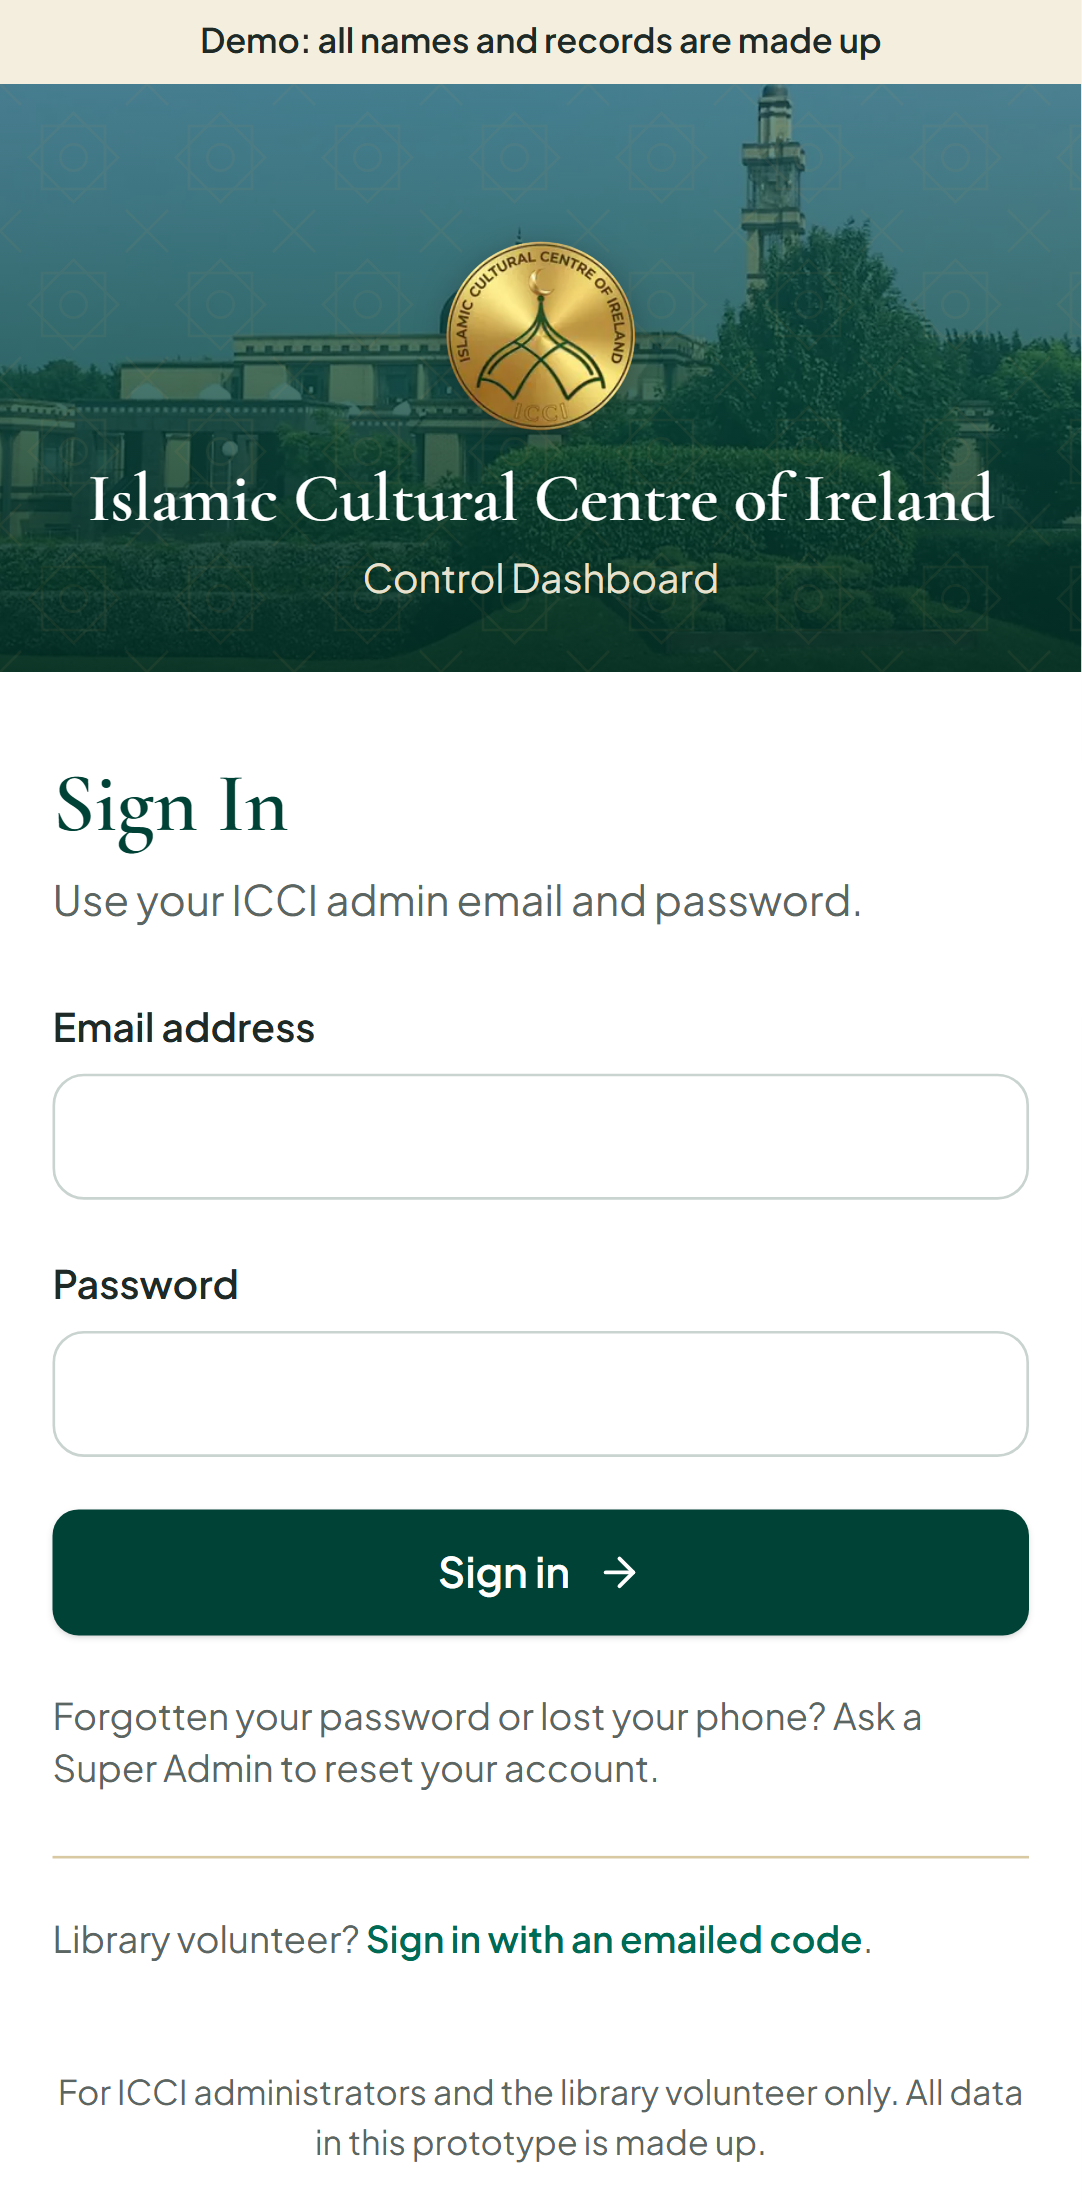 Demo: all names and records are made up
ISLAMIC CULTURAL CENTRE OF IRELAND
ICCI
Islamic Cultural Centre of Ireland
Control Dashboard
Sign In
Use your ICCI admin email and password.
Email address
Password
Sign in
Forgotten your password or lost your phone? Ask a
Super Admin to reset your account.
Library volunteer? Sign in with an emailed code.
For ICCI administrators and the library volunteer only. All data
in this prototype is made up.